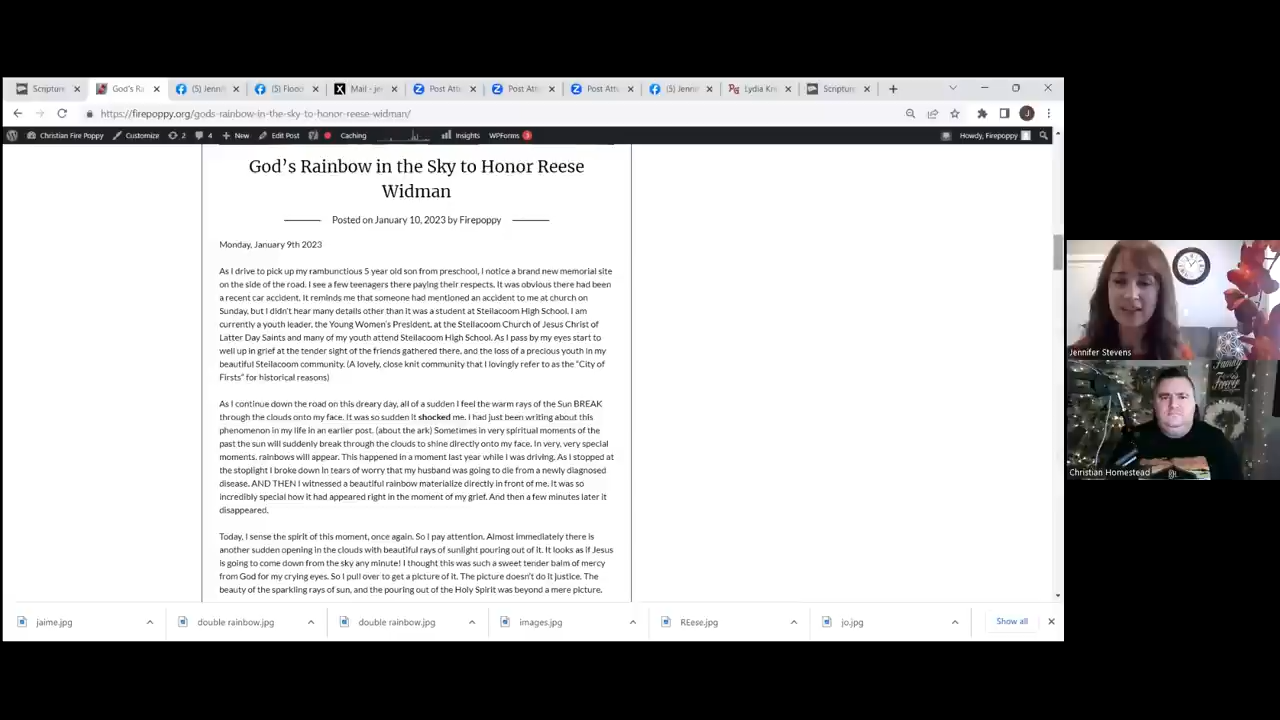 Scripture
God's Ra
(5) Jenni
(5) Floo
Mail - je
Post Att
Post Att
Post Att
(5) Jenn
Lydia Kn
Scripture
https://firepoppy.org/gods-rainbow-in-the-sky-to-honor-reese-widman/
J
Christian Fire Poppy
Customize
2
4
New
Edit Post
Caching
Insights
WPForms
3
Howdy, Firepoppy
God's Rainbow in the Sky to Honor Reese
Widman
Posted on January 10, 2023 by Firepoppy
Monday, January 9th 2023
As I drive to pick up my rambunctious 5 year old son from preschool, I notice a brand new memorial site
on the side of the road. I see a few teenagers there paying their respects. It was obvious there had been
a recent car accident. It reminds me that someone had mentioned an accident to me at church on
Sunday, but I didn't hear many details other than it was a student at Steilacoom High School. I am
currently a youth leader, the Young Women's President, at the Steilacoom Church of Jesus Christ of
Latter Day Saints and many of my youth attend Steilacoom High School. As I pass by my eyes start to
well up in grief at the tender sight of the friends gathered there, and the loss of a precious youth in my
beautiful Steilacoom community. (A lovely, close knit community that I lovingly refer to as the "City of
Firsts" for historical reasons)
As I continue down the road on this dreary day, all of a sudden I feel the warm rays of the Sun BREAK
through the clouds onto my face. It was so sudden it shocked me. I had just been writing about this
phenomenon in my life in an earlier post. (about the ark) Sometimes in very spiritual moments of the
past the sun will suddenly break through the clouds to shine directly onto my face. In very, very special
moments, rainbows will appear. This happened in a moment last year while I was driving. As I stopped at
the stoplight I broke down in tears of worry that my husband was going to die from a newly diagnosed
disease. AND THEN I witnessed a beautiful rainbow materialize directly in front of me. It was so
incredibly special how it had appeared right in the moment of my grief. And then a few minutes later it
disappeared.
Today, I sense the spirit of this moment, once again. So I pay attention. Almost immediately there is
another sudden opening in the clouds with beautiful rays of sunlight pouring out of it. It looks as if Jesus
is going to come down from the sky any minute! I thought this was such a sweet tender balm of mercy
from God for my crying eyes. So I pull over to get a picture of it. The picture doesn't do it justice. The
beauty of the sparkling rays of sun, and the pouring out of the Holy Spirit was beyond a mere picture.
jaime.jpg
double rainbow.jpg
double rainbow.jpg
images.jpg
REese.jpg
jo.jpg
Show all
Jennifer Stevens
Family
Forever
Christian Homestead